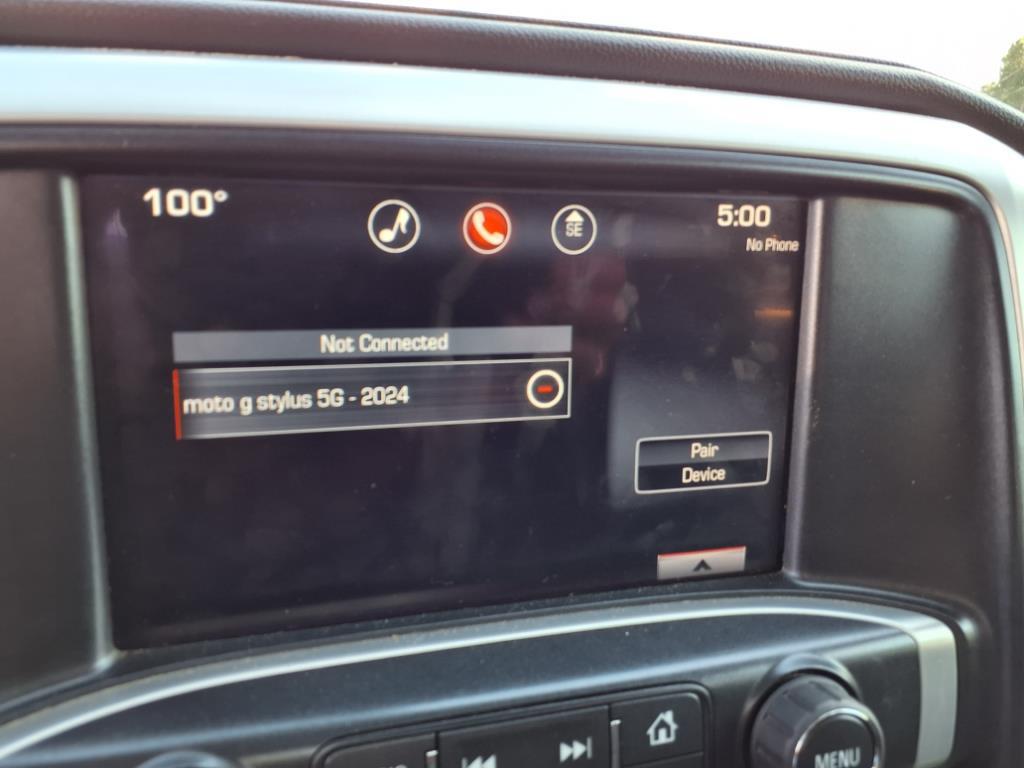 100°
SE
5:00
No Phone
Not Connected
moto g stylus 5G - 2024
Pair
Device
MENU